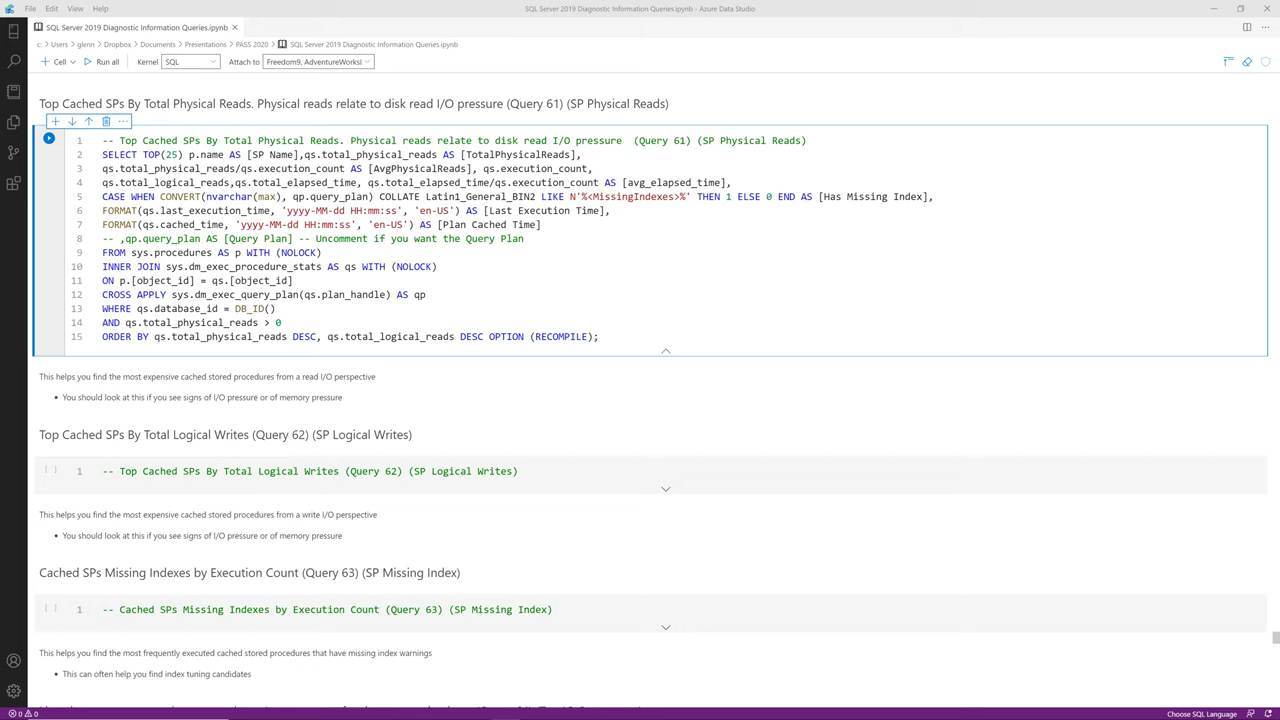 File Edit View Help
SQL Server 2019 Diagnostic Information Queries.ipynb - Azure Data Studio
SQL Server 2019 Diagnostic Information Queries.ipynb
c: > Users > glenn > Dropbox > Documents > Presentations > PASS 2020 > SQL Server 2019 Diagnostic Information Queries.ipynb
Cell Run all Kernel SQL Attach to Freedom9, AdventureWorks
Top Cached SPs By Total Physical Reads. Physical reads relate to disk read I/O pressure (Query 61) (SP Physical Reads)
1 -- Top Cached SPs By Total Physical Reads. Physical reads relate to disk read I/O pressure  (Query 61) (SP Physical Reads)
2 SELECT TOP(25) p.name AS [SP Name],qs.total_physical_reads AS [TotalPhysicalReads],
3 qs.total_physical_reads/qs.execution_count AS [AvgPhysicalReads], qs.execution_count,
4 qs.total_logical_reads,qs.total_elapsed_time, qs.total_elapsed_time/qs.execution_count AS [avg_elapsed_time],
5 CASE WHEN CONVERT(nvarchar(max), qp.query_plan) COLLATE Latin1_General_BIN2 LIKE N'%<MissingIndexes>%' THEN 1 ELSE 0 END AS [Has Missing Index],
6 FORMAT(qs.last_execution_time, 'yyyy-MM-dd HH:mm:ss', 'en-US') AS [Last Execution Time],
7 FORMAT(qs.cached_time, 'yyyy-MM-dd HH:mm:ss', 'en-US') AS [Plan Cached Time]
8 -- ,qp.query_plan AS [Query Plan] -- Uncomment if you want the Query Plan
9 FROM sys.procedures AS p WITH (NOLOCK)
10 INNER JOIN sys.dm_exec_procedure_stats AS qs WITH (NOLOCK)
11 ON p.[object_id] = qs.[object_id]
12 CROSS APPLY sys.dm_exec_query_plan(qs.plan_handle) AS qp
13 WHERE qs.database_id = DB_ID()
14 AND qs.total_physical_reads > 0
15 ORDER BY qs.total_physical_reads DESC, qs.total_logical_reads DESC OPTION (RECOMPILE);
This helps you find the most expensive cached stored procedures from a read I/O perspective
• You should look at this if you see signs of I/O pressure or of memory pressure
Top Cached SPs By Total Logical Writes (Query 62) (SP Logical Writes)
[ ] 1 -- Top Cached SPs By Total Logical Writes (Query 62) (SP Logical Writes)
This helps you find the most expensive cached stored procedures from a write I/O perspective
• You should look at this if you see signs of I/O pressure or of memory pressure
Cached SPs Missing Indexes by Execution Count (Query 63) (SP Missing Index)
[ ] 1 -- Cached SPs Missing Indexes by Execution Count (Query 63) (SP Missing Index)
This helps you find the most frequently executed cached stored procedures that have missing index warnings
• This can often help you find index tuning candidates
0 0 Choose SQL Language